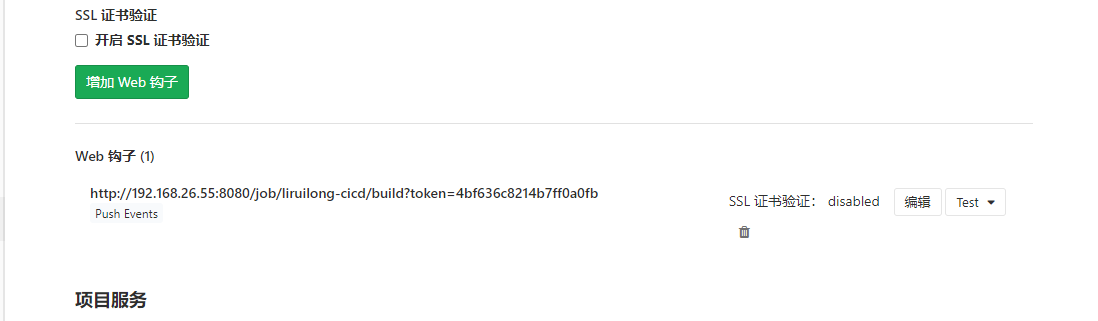 SSL 证书验证
开启 SSL 证书验证
增加 Web 钩子
Web 钩子 (1)
http://192.168.26.55:8080/job/liruilong-cicd/build?token=4bf636c8214b7ff0a0fb
Push Events
SSL 证书验证： disabled 编辑 Test
项目服务